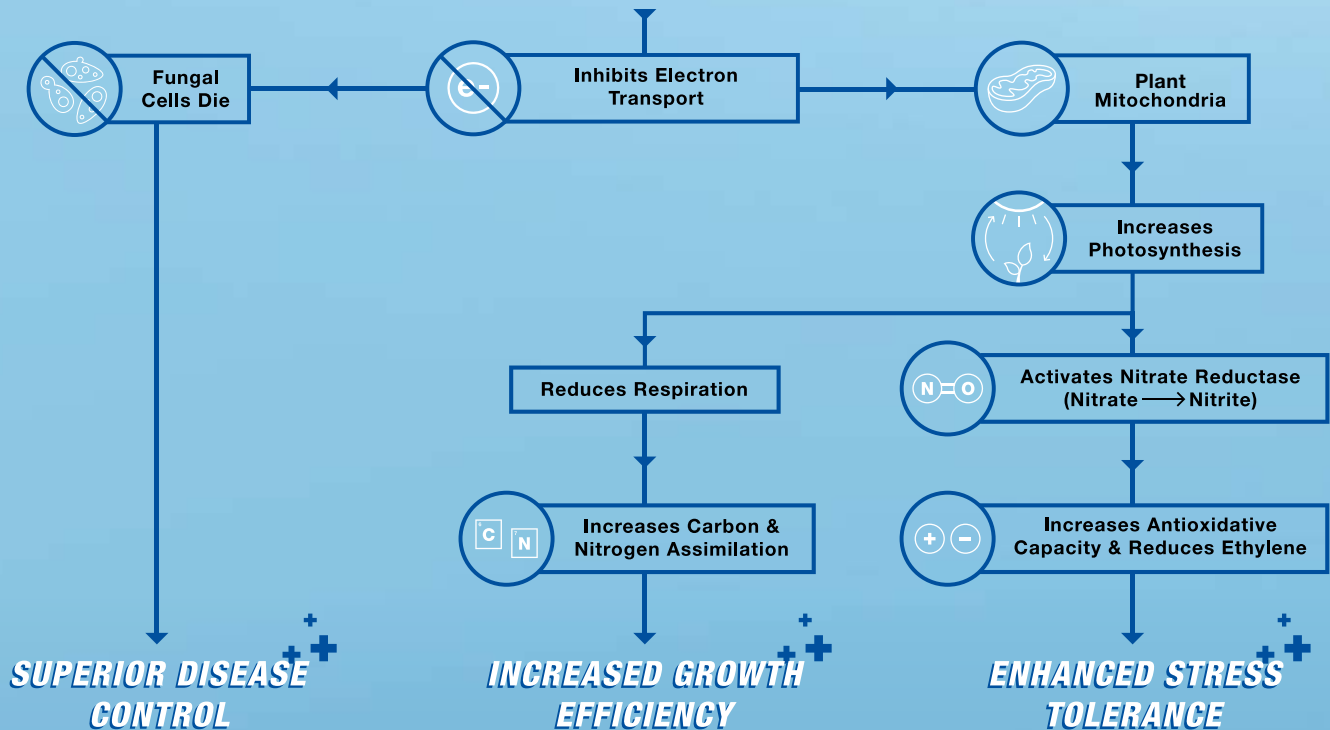 Fungal
Cells Die
e-
Inhibits Electron
Transport
Plant
Mitochondria
Increases
Photosynthesis
Reduces Respiration
N=O
Activates Nitrate Reductase
(Nitrate ⟶ Nitrite)
C
7
N
Increases Carbon &
Nitrogen Assimilation
+ −
Increases Antioxidative
Capacity & Reduces Ethylene
SUPERIOR DISEASE
CONTROL
INCREASED GROWTH
EFFICIENCY
ENHANCED STRESS
TOLERANCE